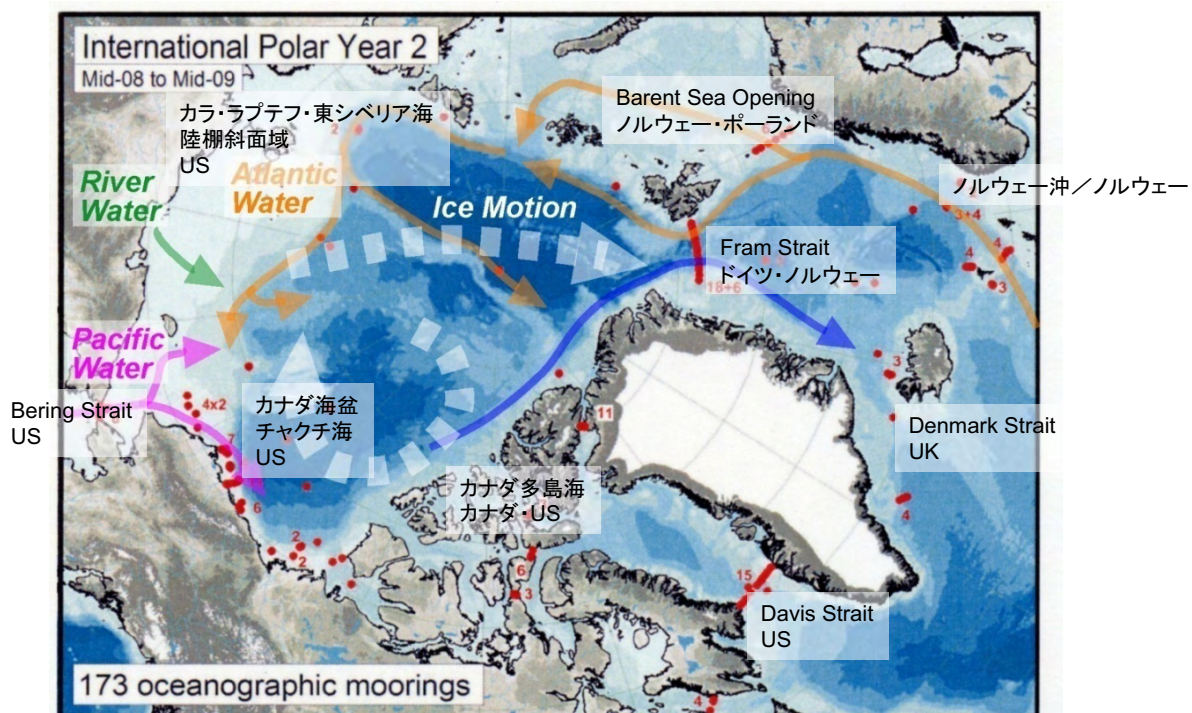 International Polar Year 2
Mid-08 to Mid-09
カラ・ラプテフ・東シベリア海
陸棚斜面域
US
Barent Sea Opening
ノルウェー・ポーランド
River
Water
Atlantic
Water
Ice Motion
ノルウェー沖／ノルウェー
3+4
4
4
3
Fram Strait
ドイツ・ノルウェー
18+6
Pacific
Water
3
Bering Strait
US
4x2
7
6
カナダ海盆
チャクチ海
US
11
Denmark Strait
UK
カナダ多島海
カナダ・US
4
2
2
6
3
15
Davis Strait
US
173 oceanographic moorings
4